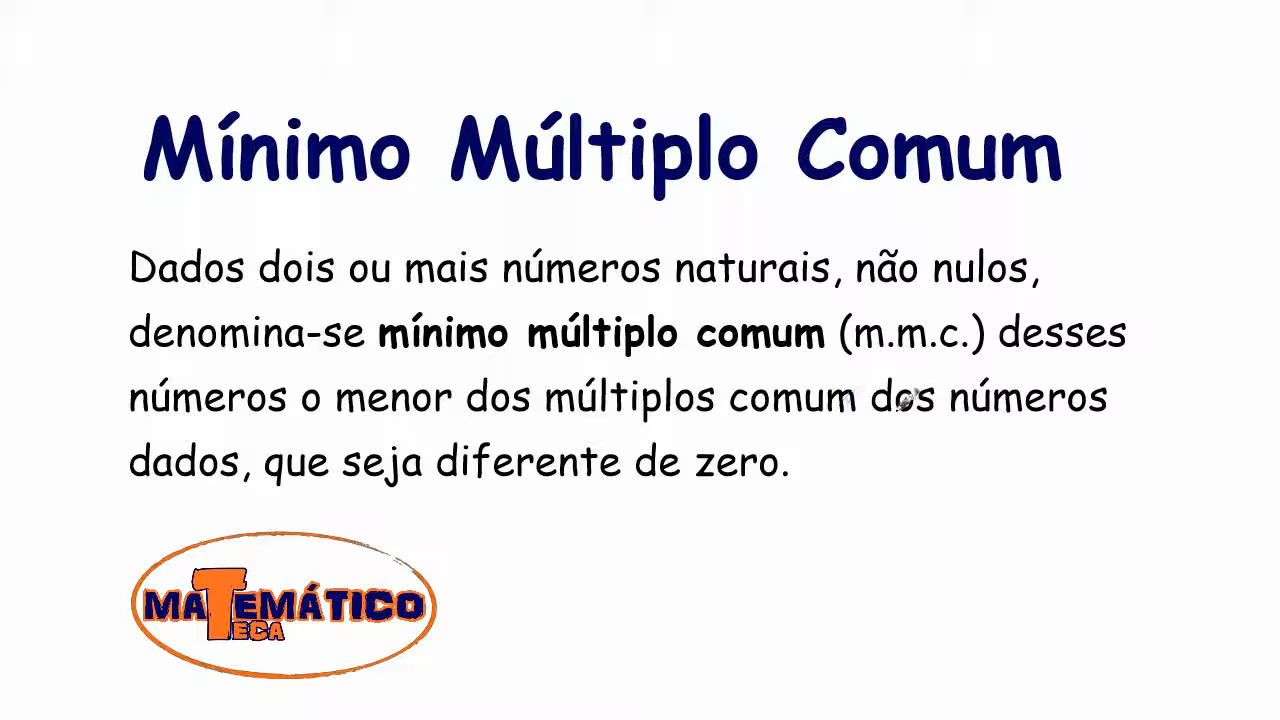 Mínimo Múltiplo Comum
Dados dois ou mais números naturais, não nulos,
denomina-se mínimo múltiplo comum (m.m.c.) desses
números o menor dos múltiplos comum dos números
dados, que seja diferente de zero.
MATEMÁTICO
TECA